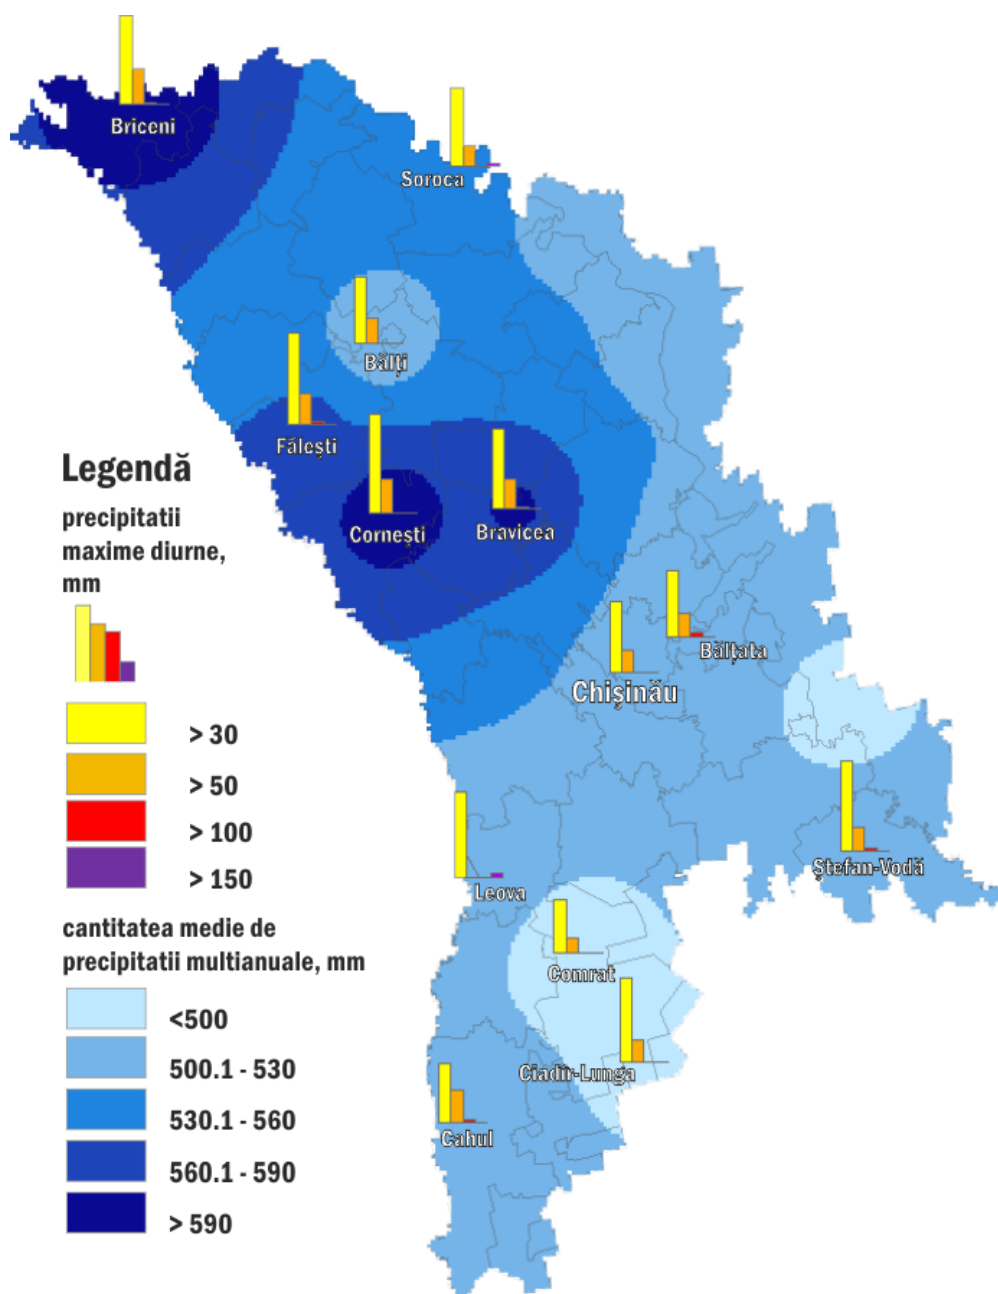 Briceni
Soroca
Bălți
Fălești
Cornești
Bravicea
Bălțata
Chișinău
Ștefan-Vodă
Leova
Comrat
Ciadîr-Lunga
Cahul
Legendă
precipitatii
maxime diurne,
mm
> 30
> 50
> 100
> 150
cantitatea medie de
precipitatii multianuale, mm
<500
500.1 - 530
530.1 - 560
560.1 - 590
> 590